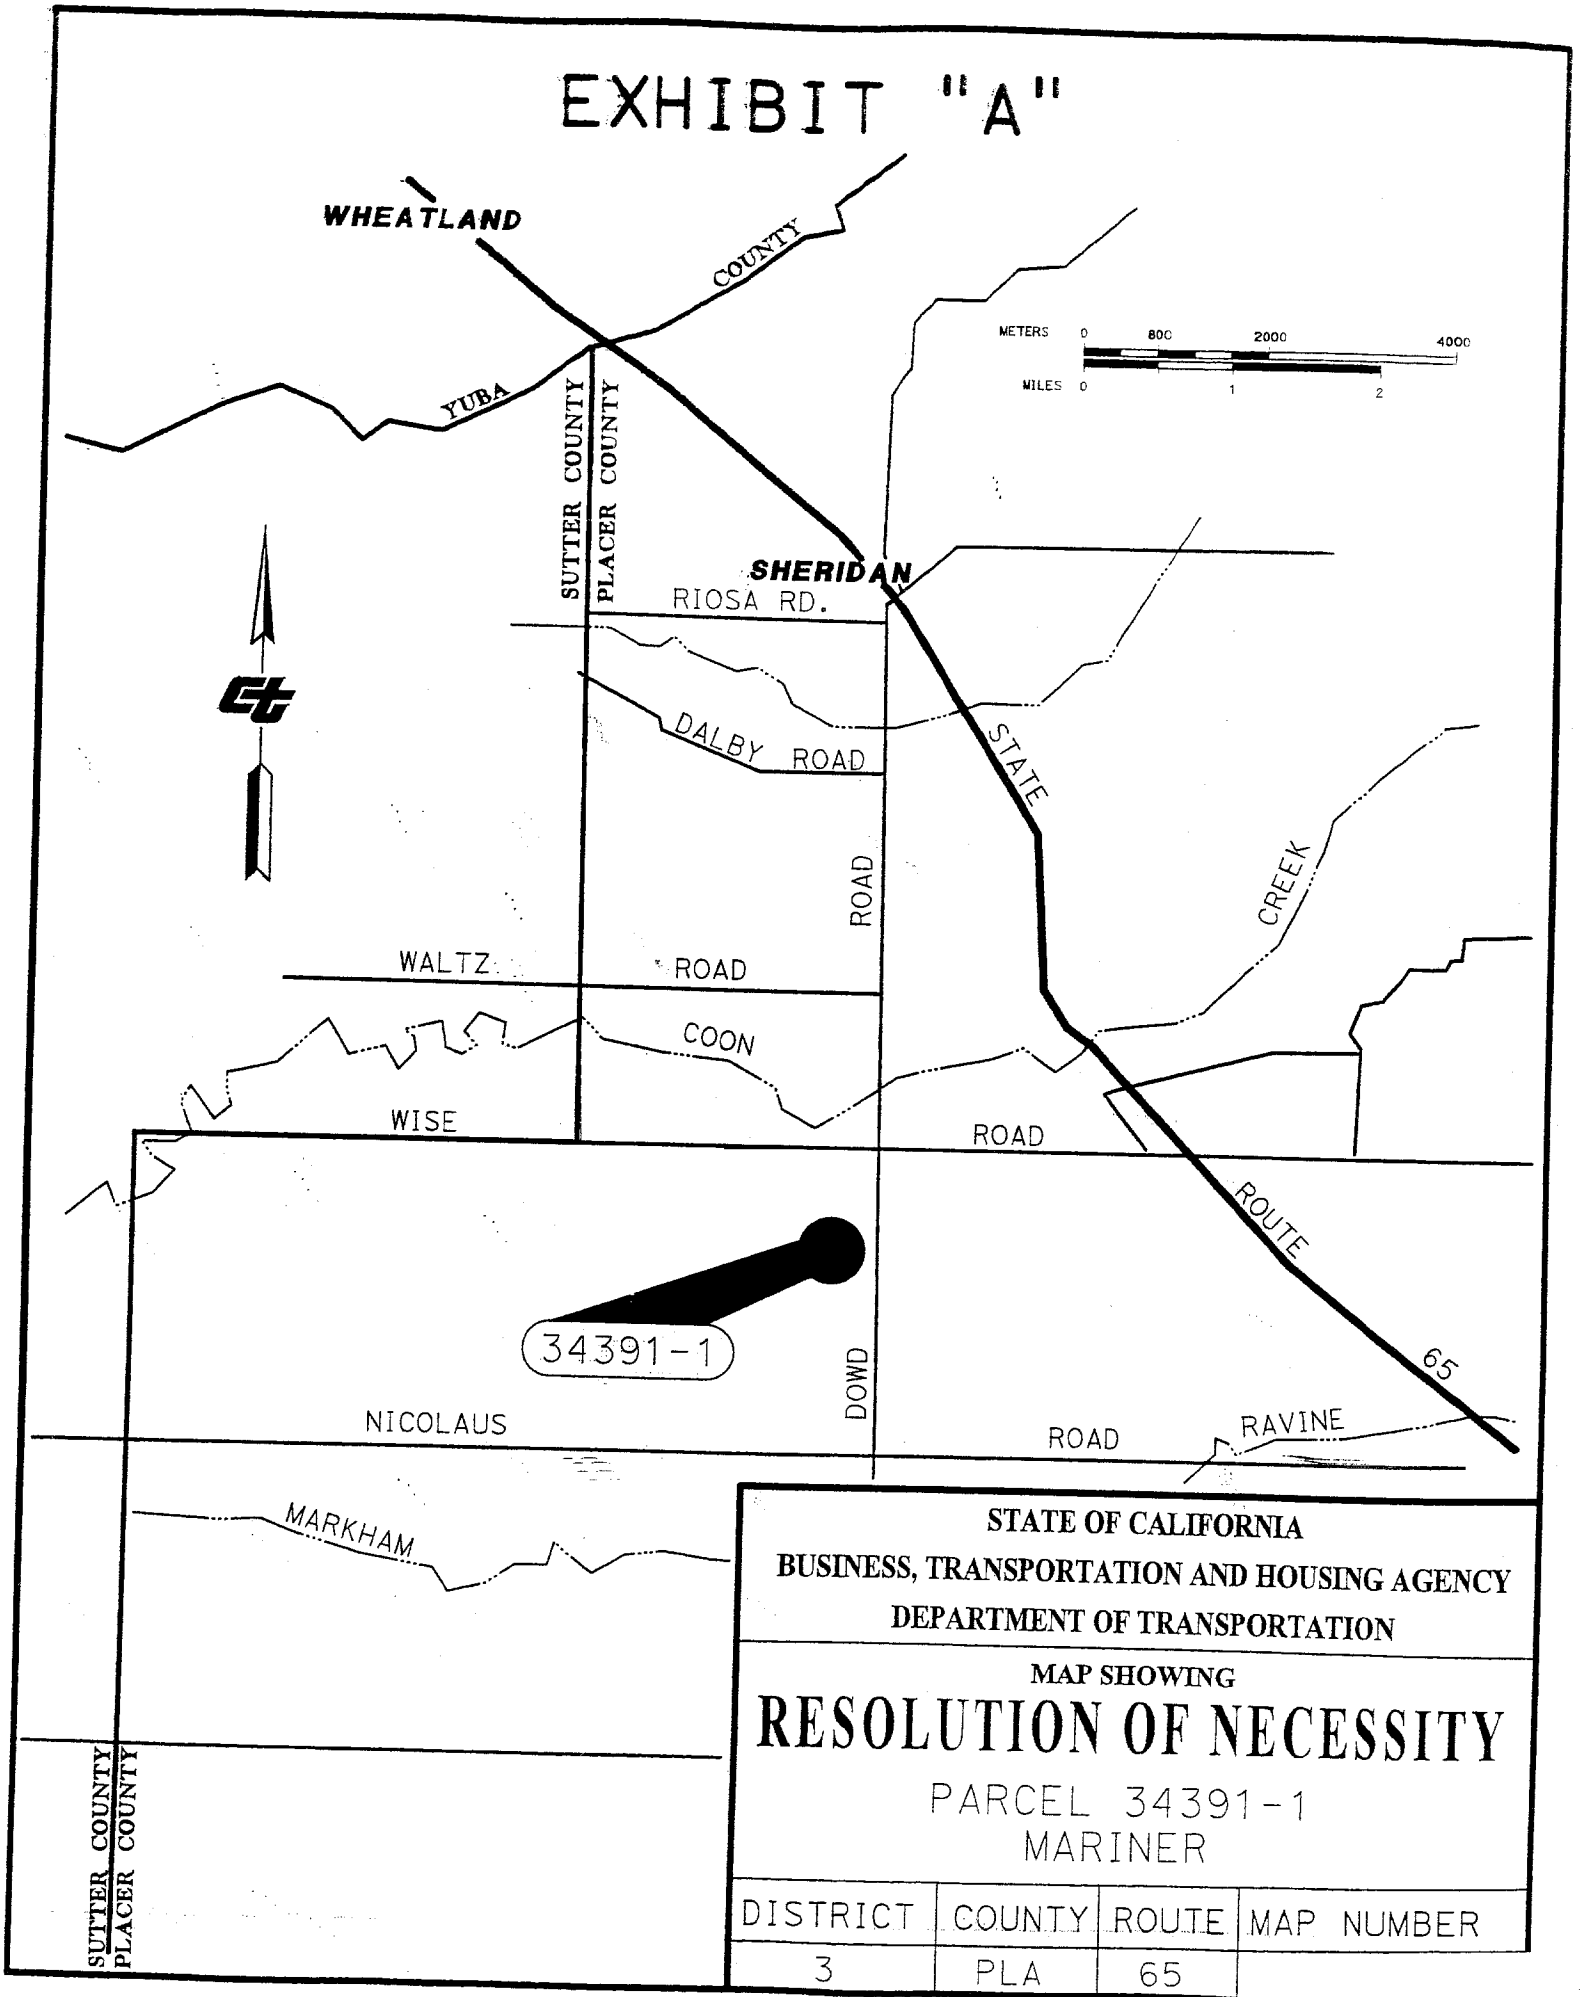 EXHIBIT "A"
WHEATLAND
COUNTY
YUBA
METERS 0 800 2000 4000
MILES 0 1 2
SUTTER COUNTY
PLACER COUNTY
SHERIDAN
RIOSA RD.
DALBY ROAD
STATE
ROAD
CREEK
WALTZ ROAD
COON
WISE ROAD
ROUTE
34391-1
65
DOWD
NICOLAUS ROAD
RAVINE
MARKHAM
SUTTER COUNTY
PLACER COUNTY
STATE OF CALIFORNIA
BUSINESS, TRANSPORTATION AND HOUSING AGENCY
DEPARTMENT OF TRANSPORTATION
MAP SHOWING
RESOLUTION OF NECESSITY
PARCEL 34391-1
MARINER
DISTRICT COUNTY ROUTE MAP NUMBER
3 PLA 65
ct